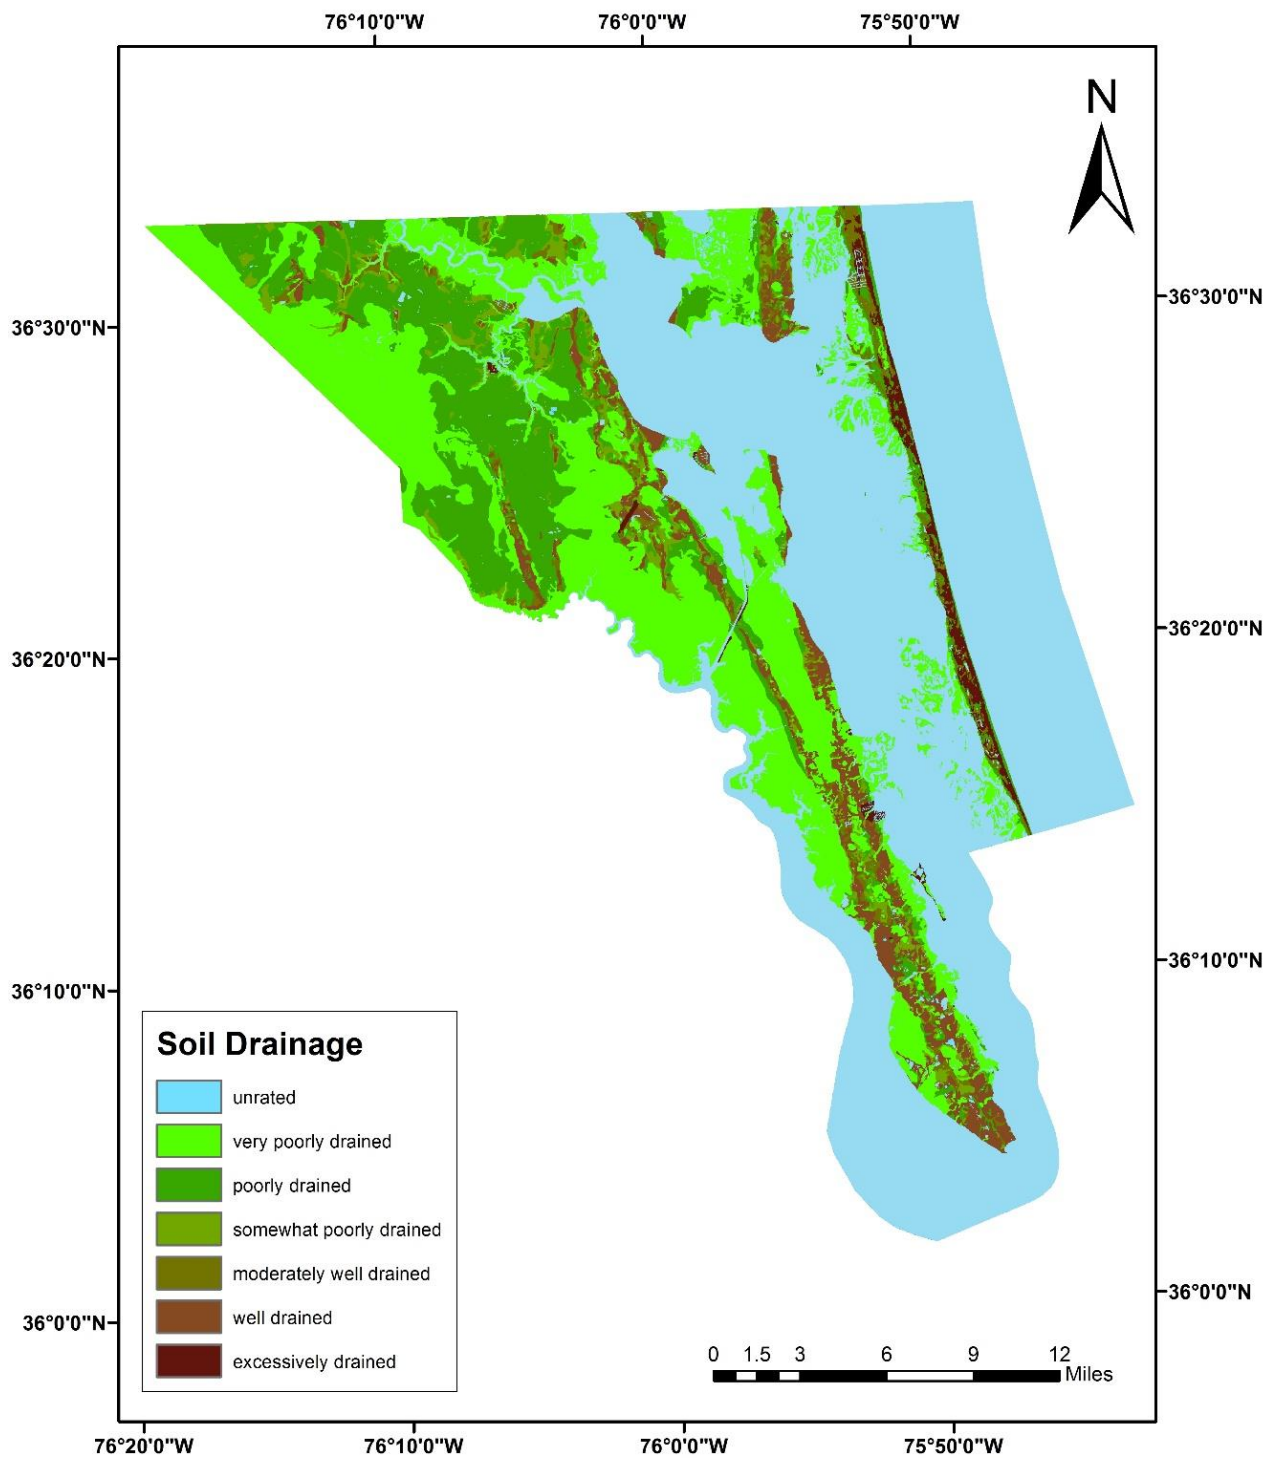 76°10'0"W 76°0'0"W 75°50'0"W
N
36°30'0"N
36°30'0"N
36°20'0"N
36°20'0"N
36°10'0"N
36°10'0"N
36°0'0"N
36°0'0"N
Soil Drainage
unrated
very poorly drained
poorly drained
somewhat poorly drained
moderately well drained
well drained
excessively drained
0 1.5 3 6 9 12
Miles
76°20'0"W 76°10'0"W 76°0'0"W 75°50'0"W